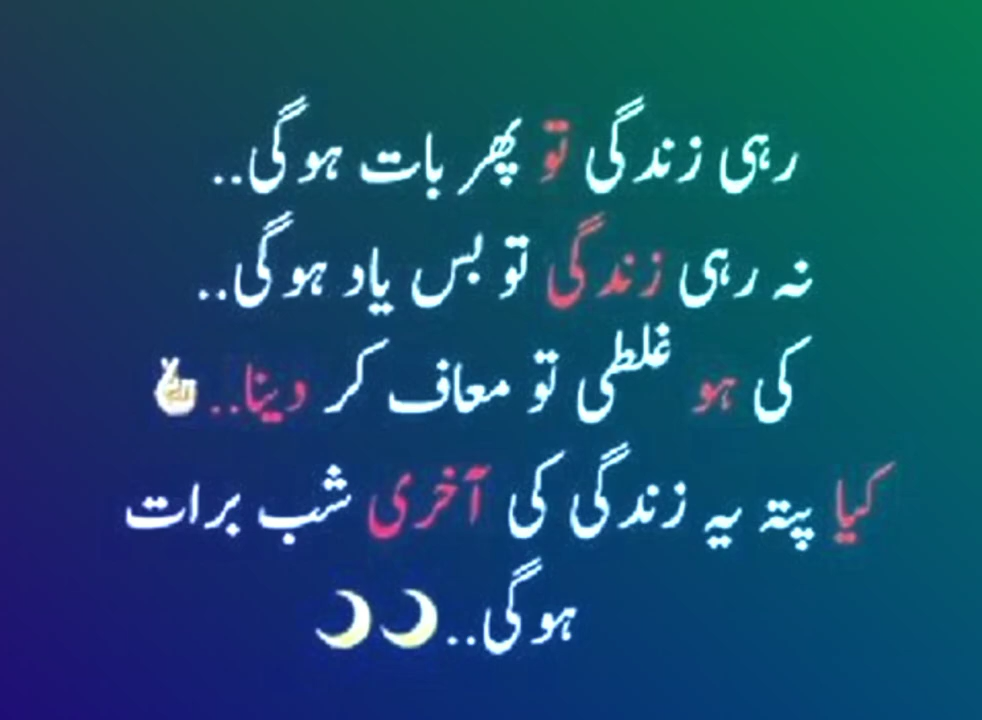 رہی زندگی تو پھر بات ہوگی..
نہ رہی زندگی تو بس یاد ہوگی..
کی ہو غلطی تو معاف کر دینا..🤞
کیا پتہ یہ زندگی کی آخری شب برات
ہوگی..🌙🌙